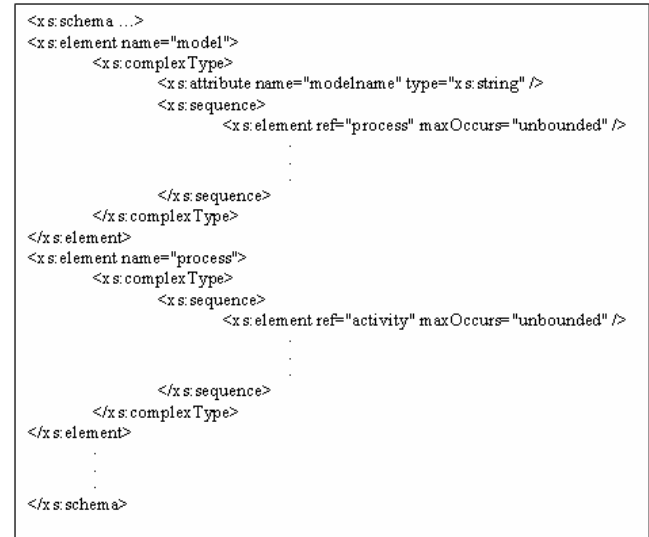 <xs:schema ...>
<xs:element name="model">
<xs:complexType>
<xs:attribute name="modelname" type="xs:string" />
<xs:sequence>
<xs:element ref="process" maxOccurs="unbounded" />
.
.
.
</xs:sequence>
</xs:complexType>
</xs:element>
<xs:element name="process">
<xs:complexType>
<xs:sequence>
<xs:element ref="activity" maxOccurs="unbounded" />
.
.
.
</xs:sequence>
</xs:complexType>
</xs:element>
.
.
.
</xs:schema>